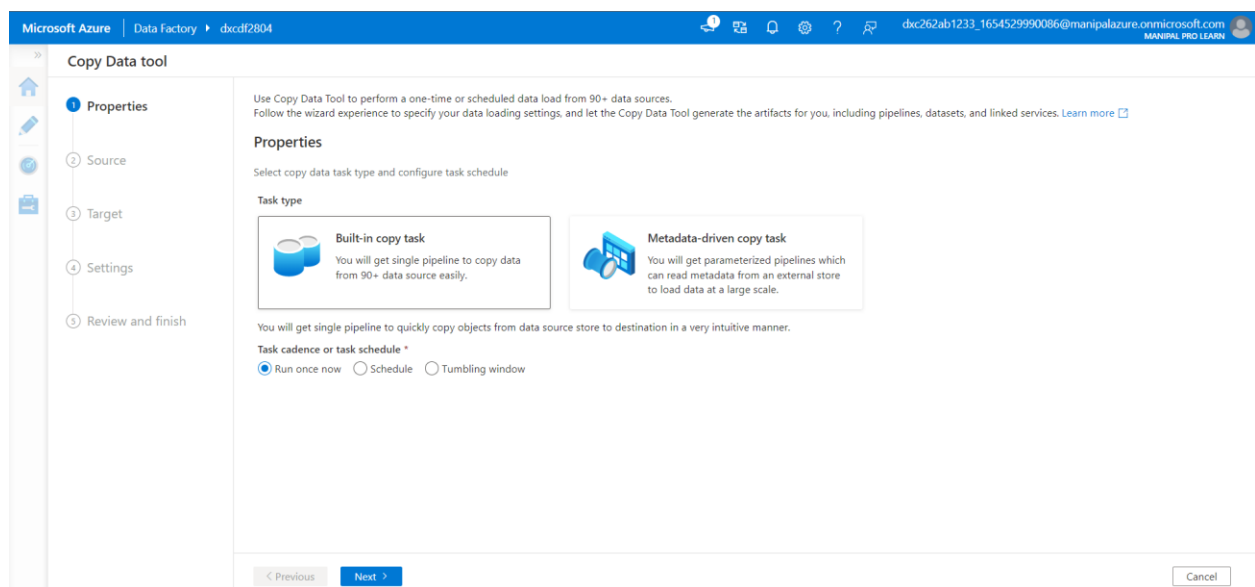 Microsoft Azure | Data Factory ▸ dxcdf2804
1
dxc262ab1233_1654529990086@manipalazure.onmicrosoft.com
MANIPAL PRO LEARN
Copy Data tool
1 Properties
2 Source
3 Target
4 Settings
5 Review and finish
Use Copy Data Tool to perform a one-time or scheduled data load from 90+ data sources.
Follow the wizard experience to specify your data loading settings, and let the Copy Data Tool generate the artifacts for you, including pipelines, datasets, and linked services. Learn more
Properties
Select copy data task type and configure task schedule
Task type
Built-in copy task
You will get single pipeline to copy data
from 90+ data source easily.
Metadata-driven copy task
You will get parameterized pipelines which
can read metadata from an external store
to load data at a large scale.
You will get single pipeline to quickly copy objects from data source store to destination in a very intuitive manner.
Task cadence or task schedule *
Run once now Schedule Tumbling window
< Previous Next > Cancel